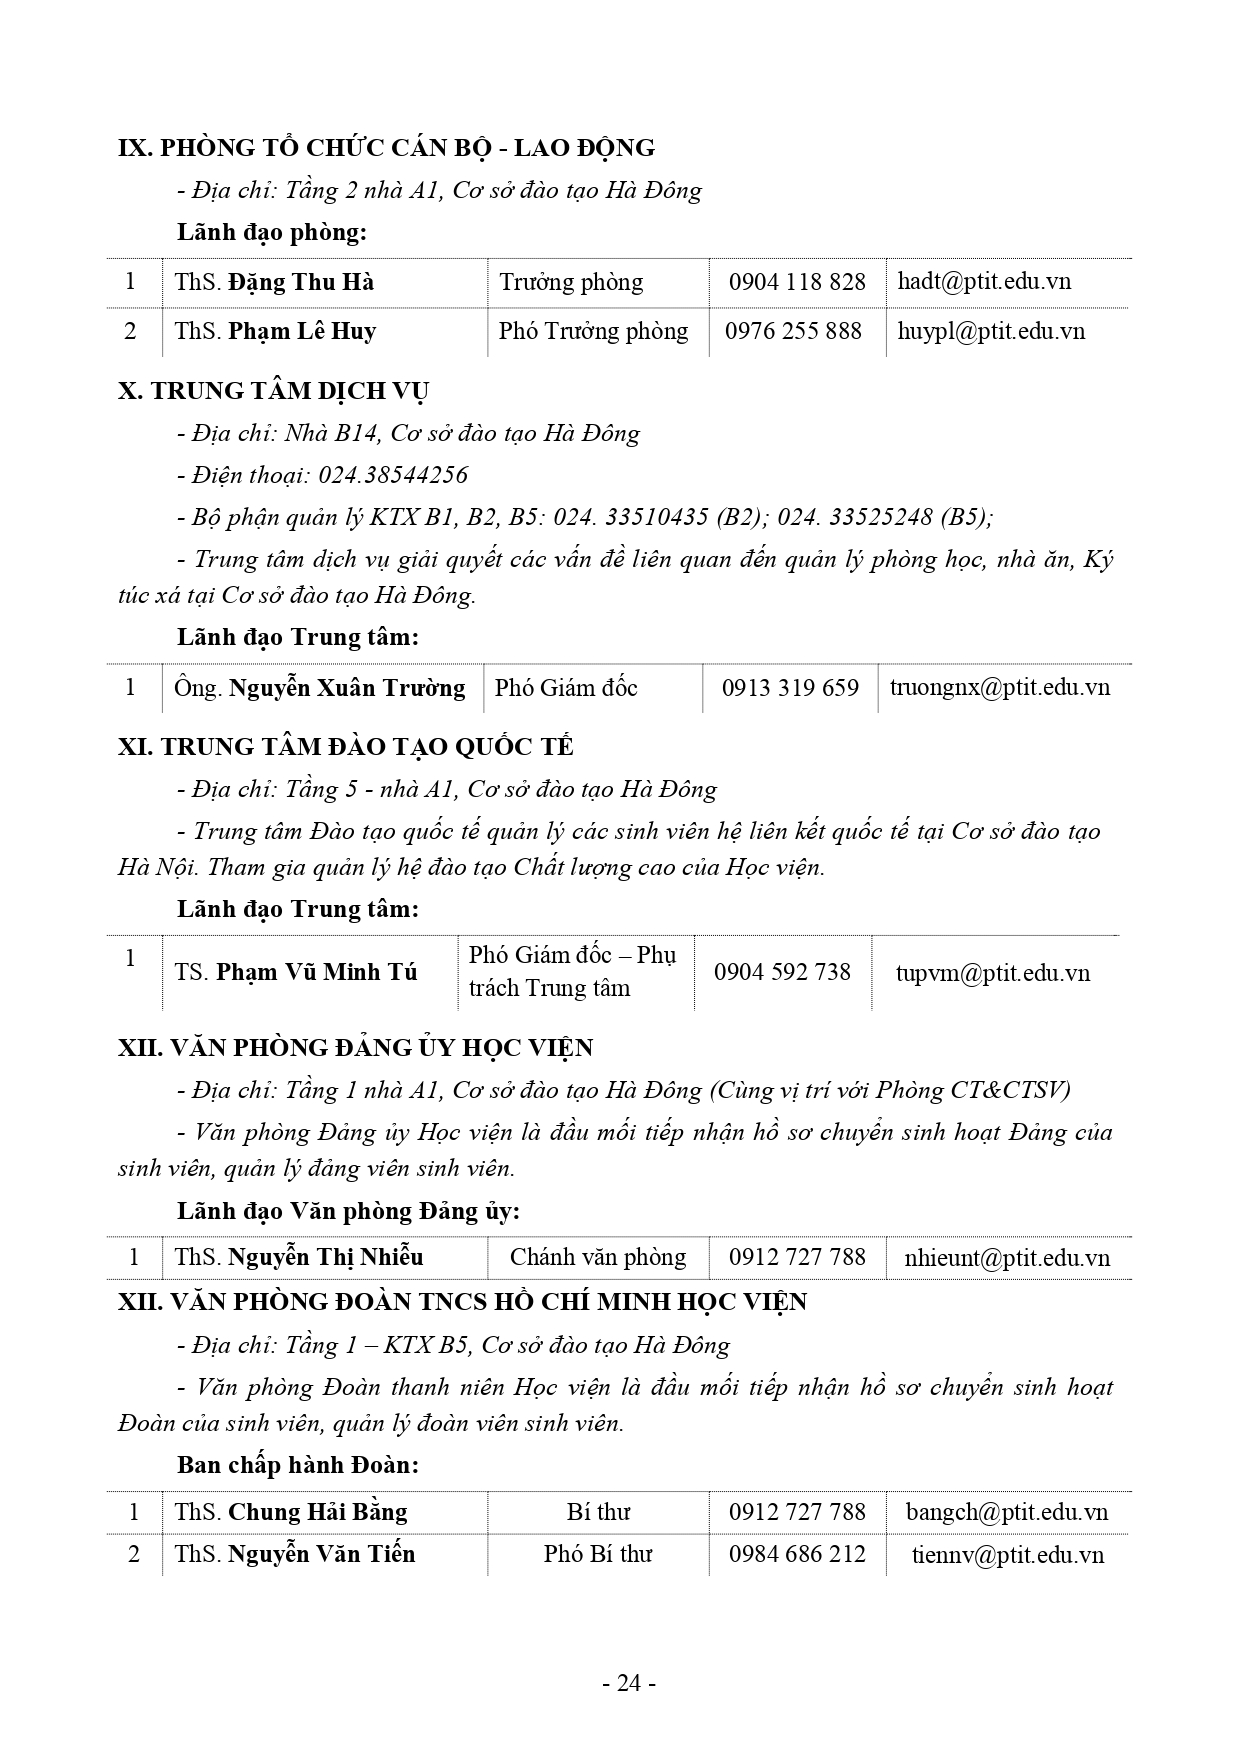 IX. PHÒNG TỔ CHỨC CÁN BỘ - LAO ĐỘNG
- Địa chỉ: Tầng 2 nhà A1, Cơ sở đào tạo Hà Đông
Lãnh đạo phòng:
1 ThS. Đặng Thu Hà Trưởng phòng 0904 118 828 hadt@ptit.edu.vn
2 ThS. Phạm Lê Huy Phó Trưởng phòng 0976 255 888 huypl@ptit.edu.vn
X. TRUNG TÂM DỊCH VỤ
- Địa chỉ: Nhà B14, Cơ sở đào tạo Hà Đông
- Điện thoại: 024.38544256
- Bộ phận quản lý KTX B1, B2, B5: 024. 33510435 (B2); 024. 33525248 (B5);
- Trung tâm dịch vụ giải quyết các vấn đề liên quan đến quản lý phòng học, nhà ăn, Ký
túc xá tại Cơ sở đào tạo Hà Đông.
Lãnh đạo Trung tâm:
1 Ông. Nguyễn Xuân Trường Phó Giám đốc 0913 319 659 truongnx@ptit.edu.vn
XI. TRUNG TÂM ĐÀO TẠO QUỐC TẾ
- Địa chỉ: Tầng 5 - nhà A1, Cơ sở đào tạo Hà Đông
- Trung tâm Đào tạo quốc tế quản lý các sinh viên hệ liên kết quốc tế tại Cơ sở đào tạo
Hà Nội. Tham gia quản lý hệ đào tạo Chất lượng cao của Học viện.
Lãnh đạo Trung tâm:
1 TS. Phạm Vũ Minh Tú Phó Giám đốc – Phụ
trách Trung tâm 0904 592 738 tupvm@ptit.edu.vn
XII. VĂN PHÒNG ĐẢNG ỦY HỌC VIỆN
- Địa chỉ: Tầng 1 nhà A1, Cơ sở đào tạo Hà Đông (Cùng vị trí với Phòng CT&CTSV)
- Văn phòng Đảng ủy Học viện là đầu mối tiếp nhận hồ sơ chuyển sinh hoạt Đảng của
sinh viên, quản lý đảng viên sinh viên.
Lãnh đạo Văn phòng Đảng ủy:
1 ThS. Nguyễn Thị Nhiễu Chánh văn phòng 0912 727 788 nhieunt@ptit.edu.vn
XII. VĂN PHÒNG ĐOÀN TNCS HỒ CHÍ MINH HỌC VIỆN
- Địa chỉ: Tầng 1 – KTX B5, Cơ sở đào tạo Hà Đông
- Văn phòng Đoàn thanh niên Học viện là đầu mối tiếp nhận hồ sơ chuyển sinh hoạt
Đoàn của sinh viên, quản lý đoàn viên sinh viên.
Ban chấp hành Đoàn:
1 ThS. Chung Hải Bằng Bí thư 0912 727 788 bangch@ptit.edu.vn
2 ThS. Nguyễn Văn Tiến Phó Bí thư 0984 686 212 tiennv@ptit.edu.vn
- 24 -